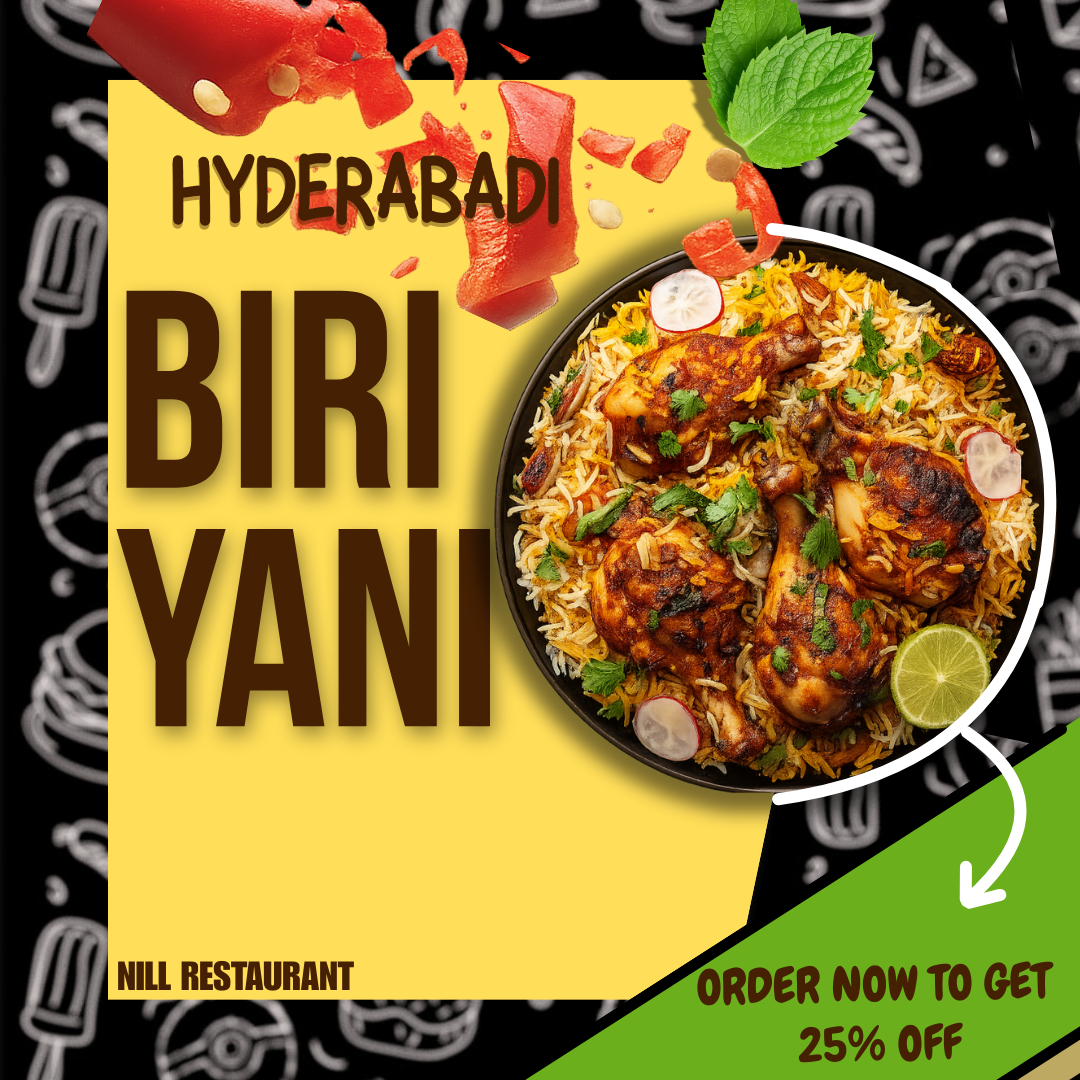 HYDERABADI
BIRI
YANI
NILL RESTAURANT
ORDER NOW TO GET
25% OFF